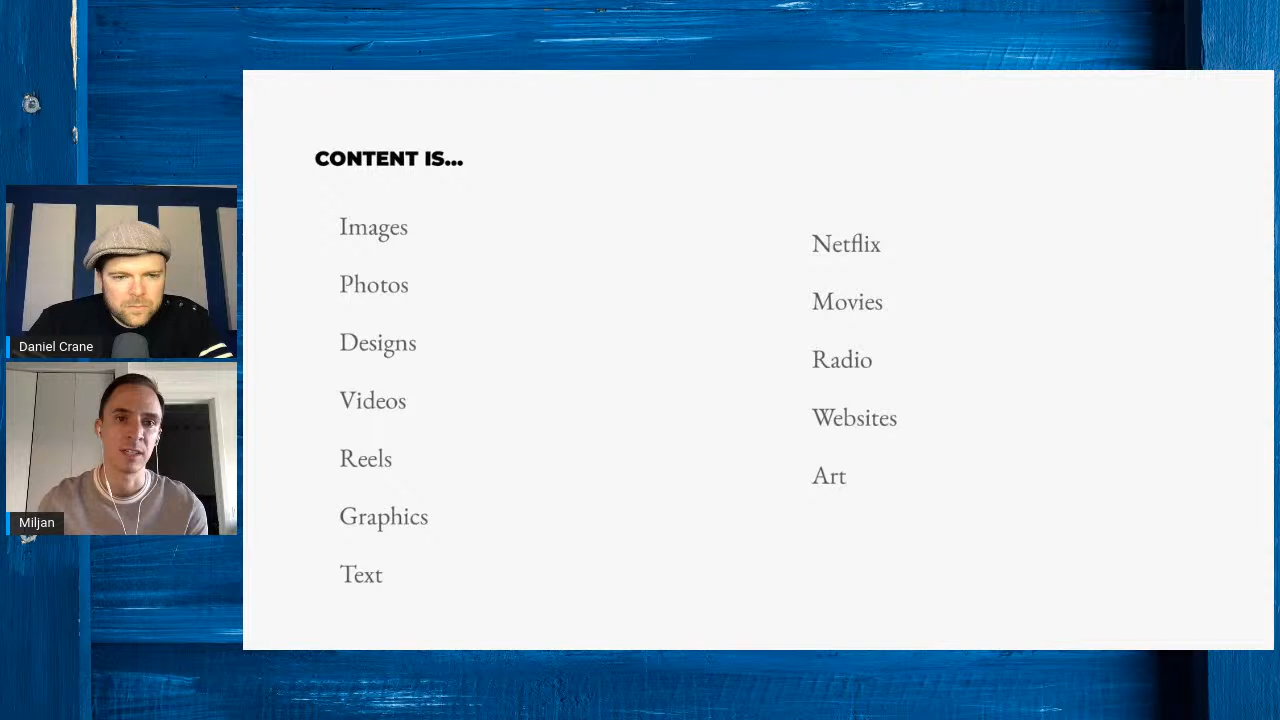 CONTENT IS...
Images
Photos
Designs
Videos
Reels
Graphics
Text
Netflix
Movies
Radio
Websites
Art
Daniel Crane
Miljan